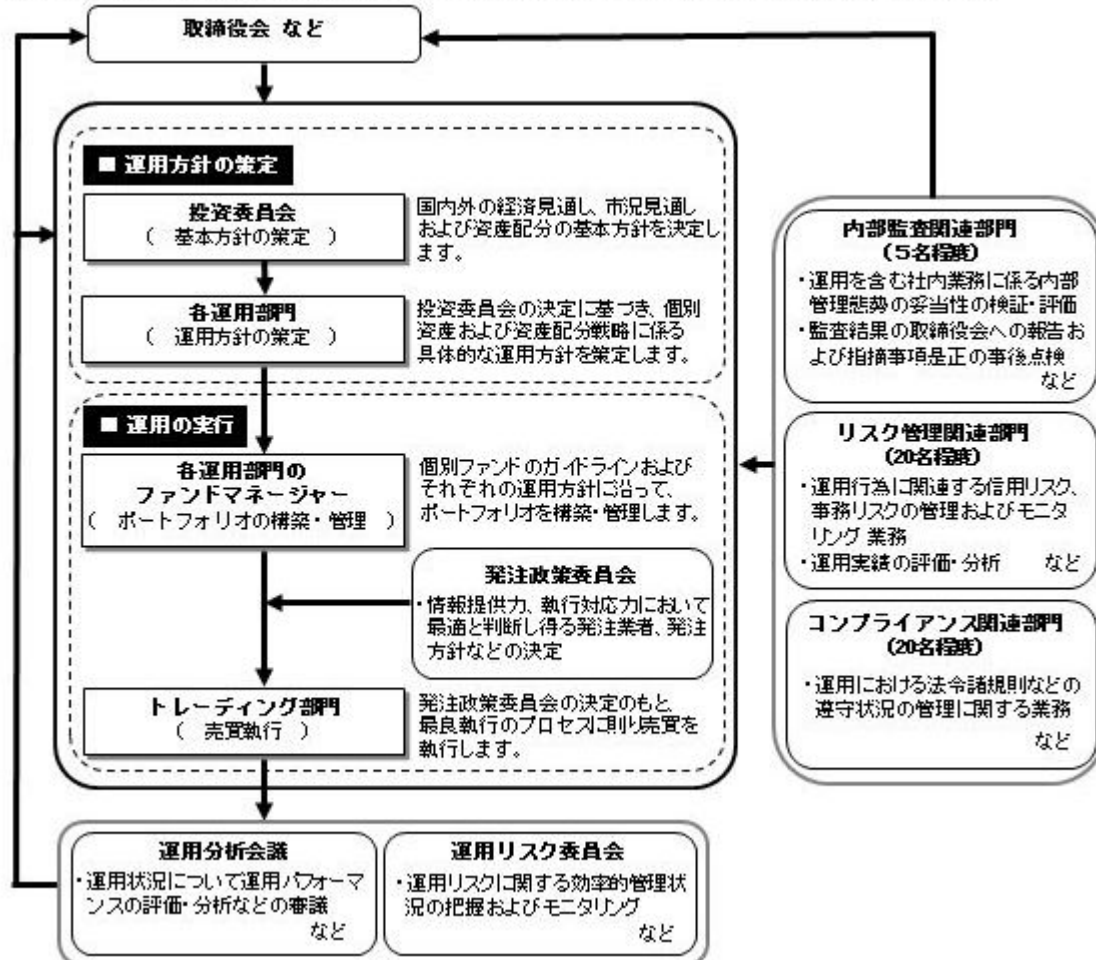 取締役会 など
■ 運用方針の策定
投資委員会
（ 基本方針の策定 ）
国内外の経済見通し、市況見通し
および資産配分の基本方針を決定し
ます。
各運用部門
（ 運用方針の策定 ）
投資委員会の決定に基づき、個別
資産および資産配分戦略に係る
具体的な運用方針を策定します。
■ 運用の実行
各運用部門の
ファンドマネージャー
（ ポートフォリオの構築・管理 ）
個別ファンドのガイドラインおよび
それぞれの運用方針に沿って、
ポートフォリオを構築・管理します。
発注政策委員会
・情報提供力、執行対応力において
最適と判断し得る発注業者、発注
方針などの決定
トレーディング部門
（ 売買執行 ）
発注政策委員会の決定のもと、
最良執行のプロセスに則り売買を
執行します。
運用分析会議
・運用状況について運用パフォーマ
ンスの評価・分析などの審議
など
運用リスク委員会
・運用リスクに関する効率的管理状
況の把握およびモニタリング
など
内部監査関連部門
（5名程度）
・運用を含む社内業務に係る内部
管理態勢の妥当性の検証・評価
・監査結果の取締役会への報告お
よび指摘事項是正の事後点検
など
リスク管理関連部門
（20名程度）
・運用行為に関連する信用リスク、
事務リスクの管理およびモニタ
リング 業務
・運用実績の評価・分析 など
コンプライアンス関連部門
（20名程度）
・運用における法令諸規則などの
遵守状況の管理に関する業務
など